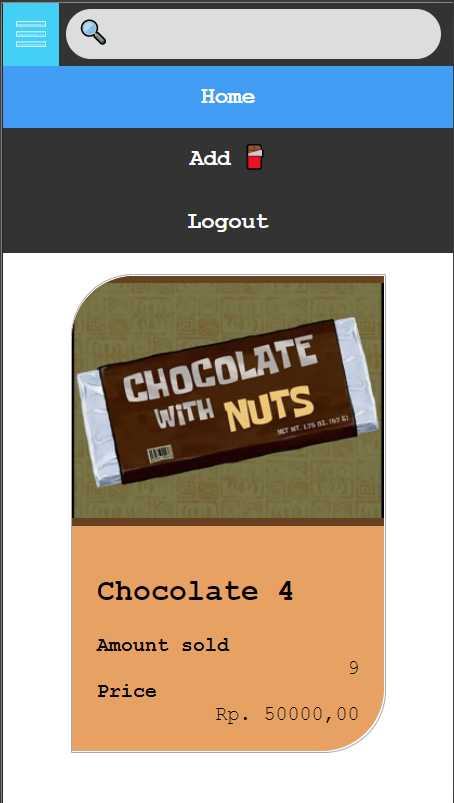 Home
Add
Logout
CHOCOLATE
WITH NUTS
NET WT. 1.75 OZ. (52 G)
Chocolate 4
Amount sold
9
Price
Rp. 50000,00